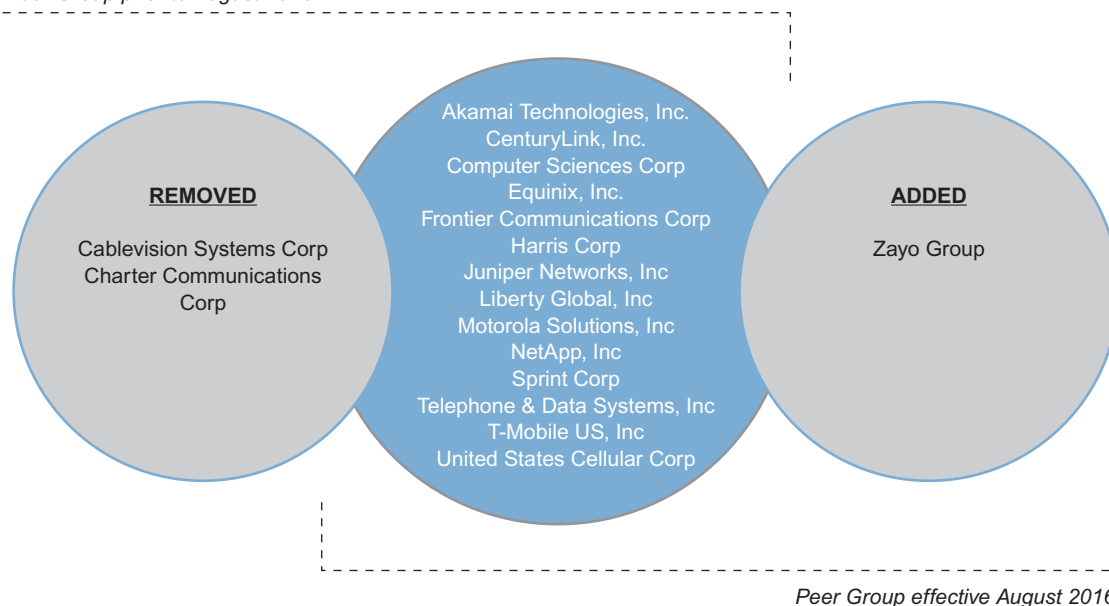 REMOVED
Cablevision Systems Corp
Charter Communications
Corp
Akamai Technologies, Inc.
CenturyLink, Inc.
Computer Sciences Corp
Equinix, Inc.
Frontier Communications Corp
Harris Corp
Juniper Networks, Inc
Liberty Global, Inc
Motorola Solutions, Inc
NetApp, Inc
Sprint Corp
Telephone & Data Systems, Inc
T-Mobile US, Inc
United States Cellular Corp
ADDED
Zayo Group
Peer Group effective August 2016